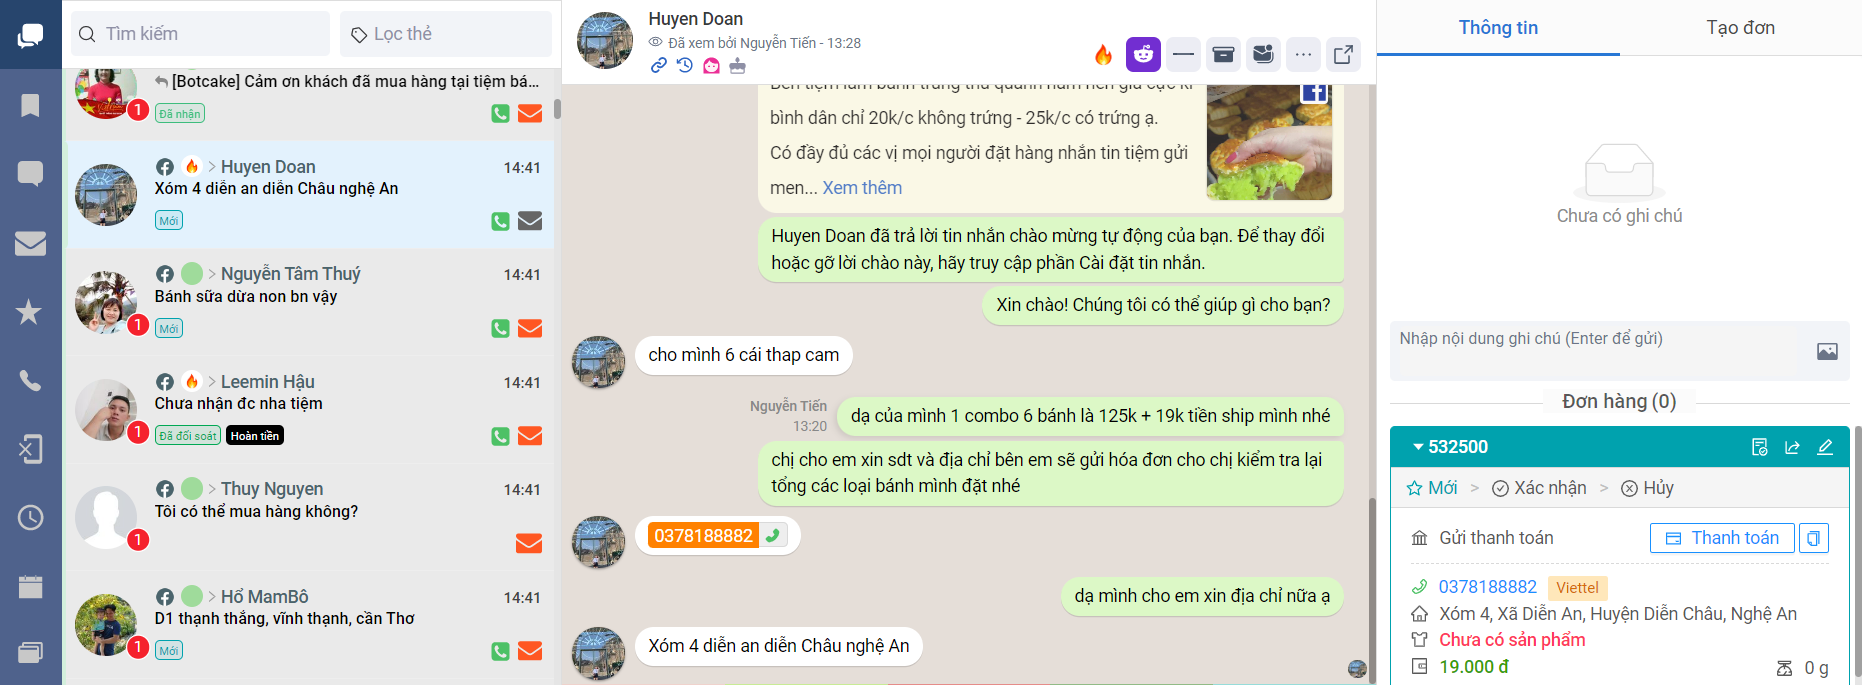 Tìm kiếm
Lọc thẻ
[Botcake] Cảm ơn khách đã mua hàng tại tiệm bá...
1
Đã nhận
Huyen Doan
14:41
Xóm 4 diễn an diễn Châu nghệ An
Mới
Nguyễn Tâm Thuý
14:41
Bánh sữa dừa non bn vậy
1
Mới
Leemin Hậu
14:41
Chưa nhận đc nha tiệm
1
Đã đối soát
Hoàn tiền
Thuy Nguyen
14:41
Tôi có thể mua hàng không?
1
Hổ MamBô
14:41
D1 thạnh thắng, vĩnh thạnh, cần Thơ
1
Mới
Huyen Doan
Đã xem bởi Nguyễn Tiến - 13:28
bình dân chỉ 20k/c không trứng - 25k/c có trứng ạ.
Có đầy đủ các vị mọi người đặt hàng nhắn tin tiệm gửi
men... Xem thêm
Huyen Doan đã trả lời tin nhắn chào mừng tự động của bạn. Để thay đổi
hoặc gỡ lời chào này, hãy truy cập phần Cài đặt tin nhắn.
Xin chào! Chúng tôi có thể giúp gì cho bạn?
cho mình 6 cái thap cam
Nguyễn Tiến
13:20
dạ của mình 1 combo 6 bánh là 125k + 19k tiền ship mình nhé
chị cho em xin sdt và địa chỉ bên em sẽ gửi hóa đơn cho chị kiểm tra lại
tổng các loại bánh mình đặt nhé
0378188882
dạ mình cho em xin địa chỉ nữa ạ
Xóm 4 diễn an diễn Châu nghệ An
Thông tin
Tạo đơn
Chưa có ghi chú
Nhập nội dung ghi chú (Enter để gửi)
Đơn hàng (0)
532500
Mới > Xác nhận > Hủy
Gửi thanh toán
Thanh toán
0378188882 Viettel
Xóm 4, Xã Diễn An, Huyện Diễn Châu, Nghệ An
Chưa có sản phẩm
19.000 đ
0 g